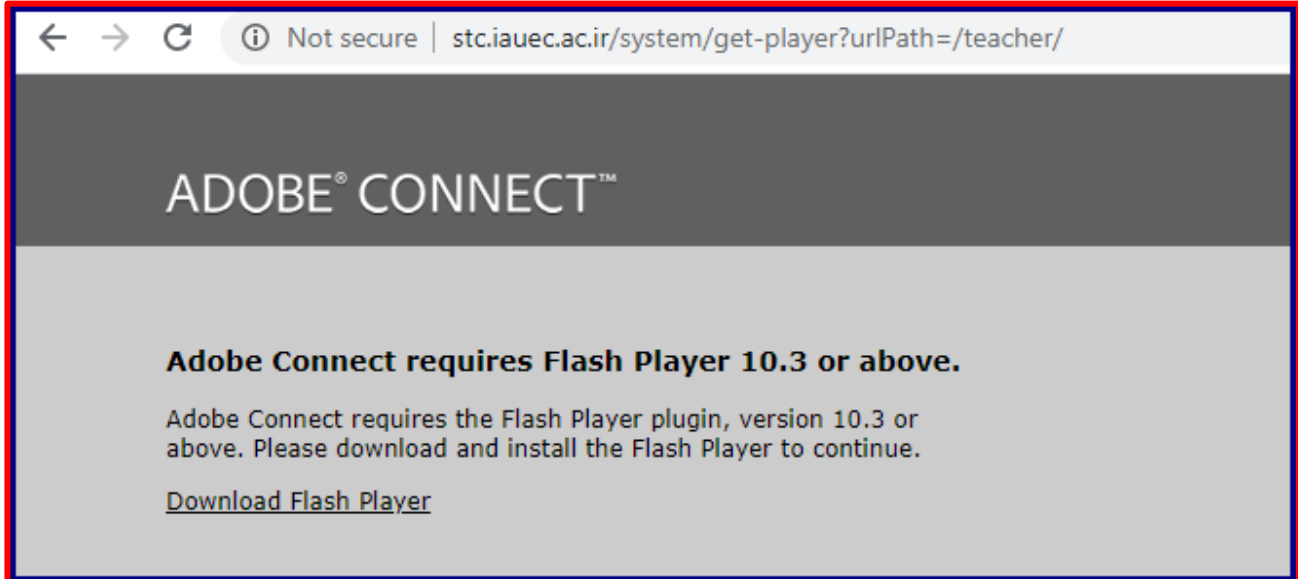 Not secure | stc.iauec.ac.ir/system/get-player?urlPath=/teacher/
ADOBE® CONNECT™
Adobe Connect requires Flash Player 10.3 or above.
Adobe Connect requires the Flash Player plugin, version 10.3 or
above. Please download and install the Flash Player to continue.
Download Flash Player